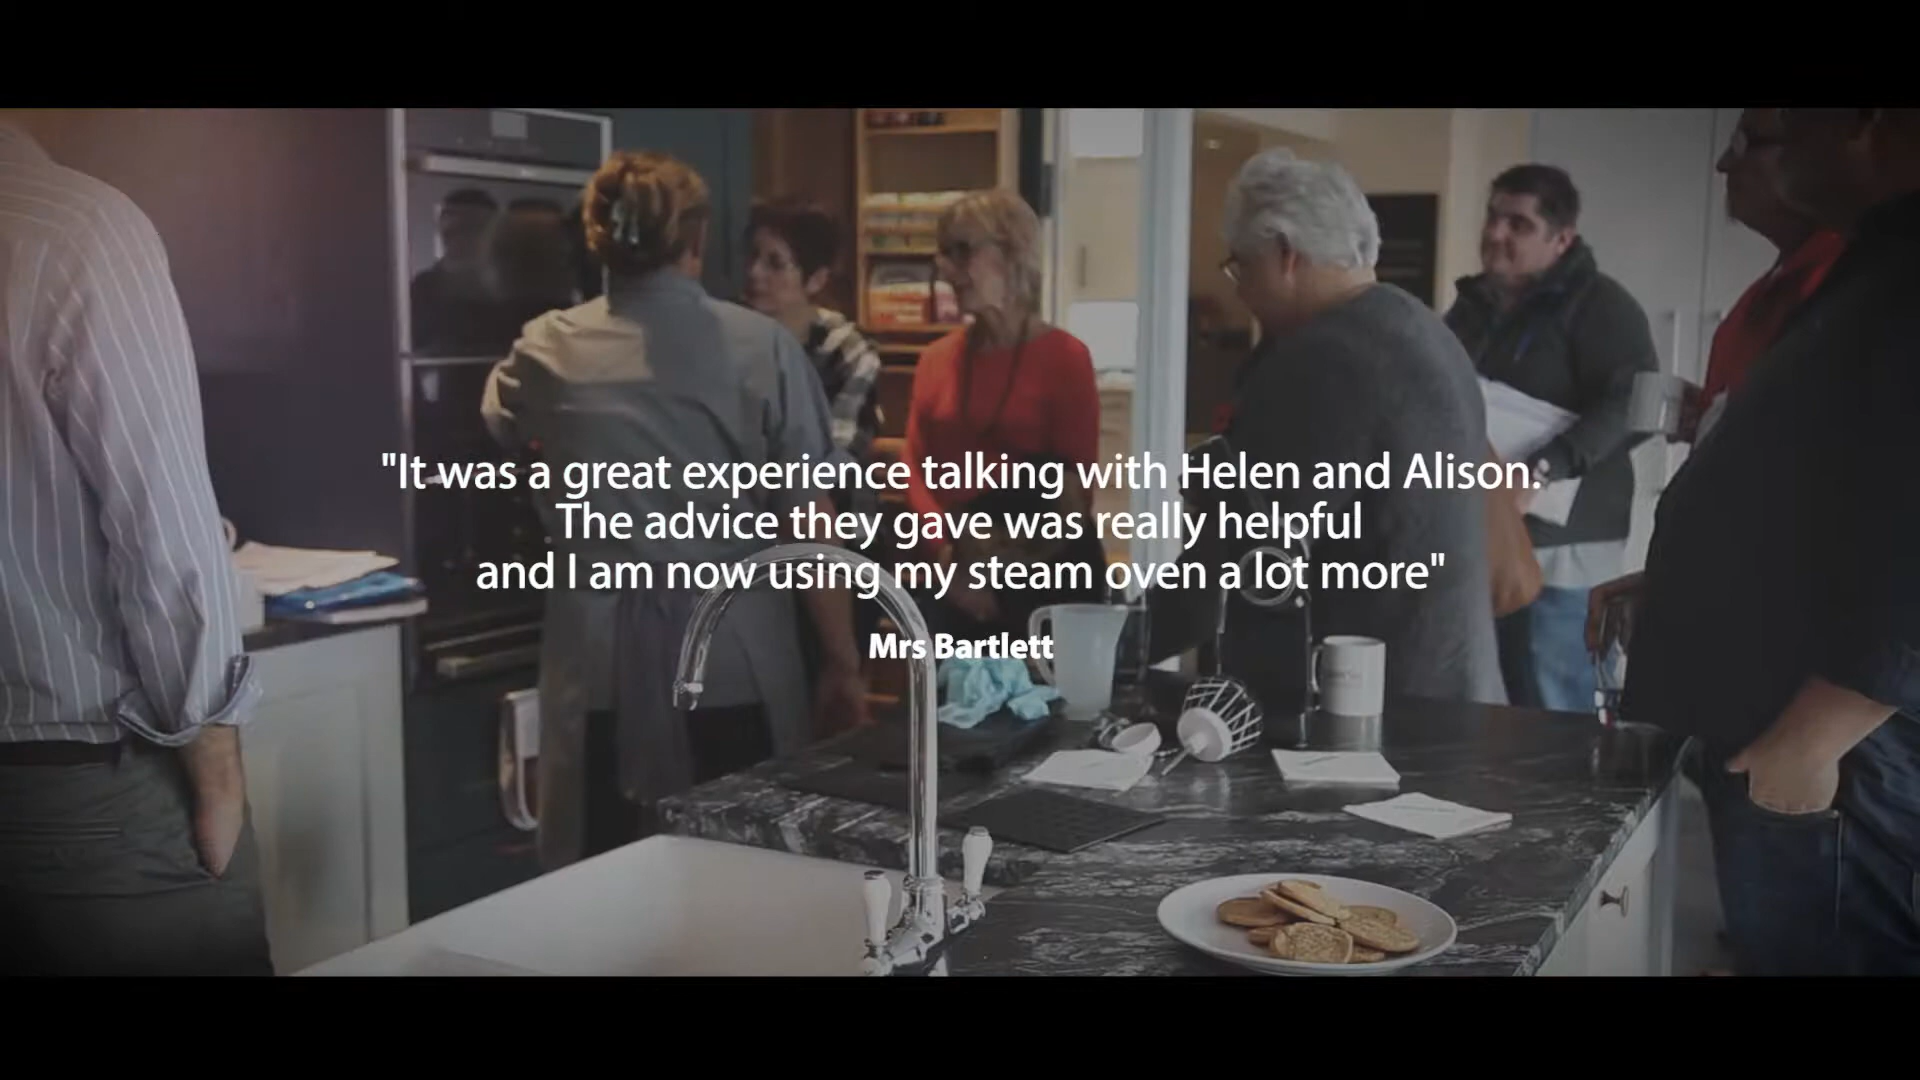 "It was a great experience talking with Helen and Alison.
The advice they gave was really helpful
and I am now using my steam oven a lot more"
Mrs Bartlett